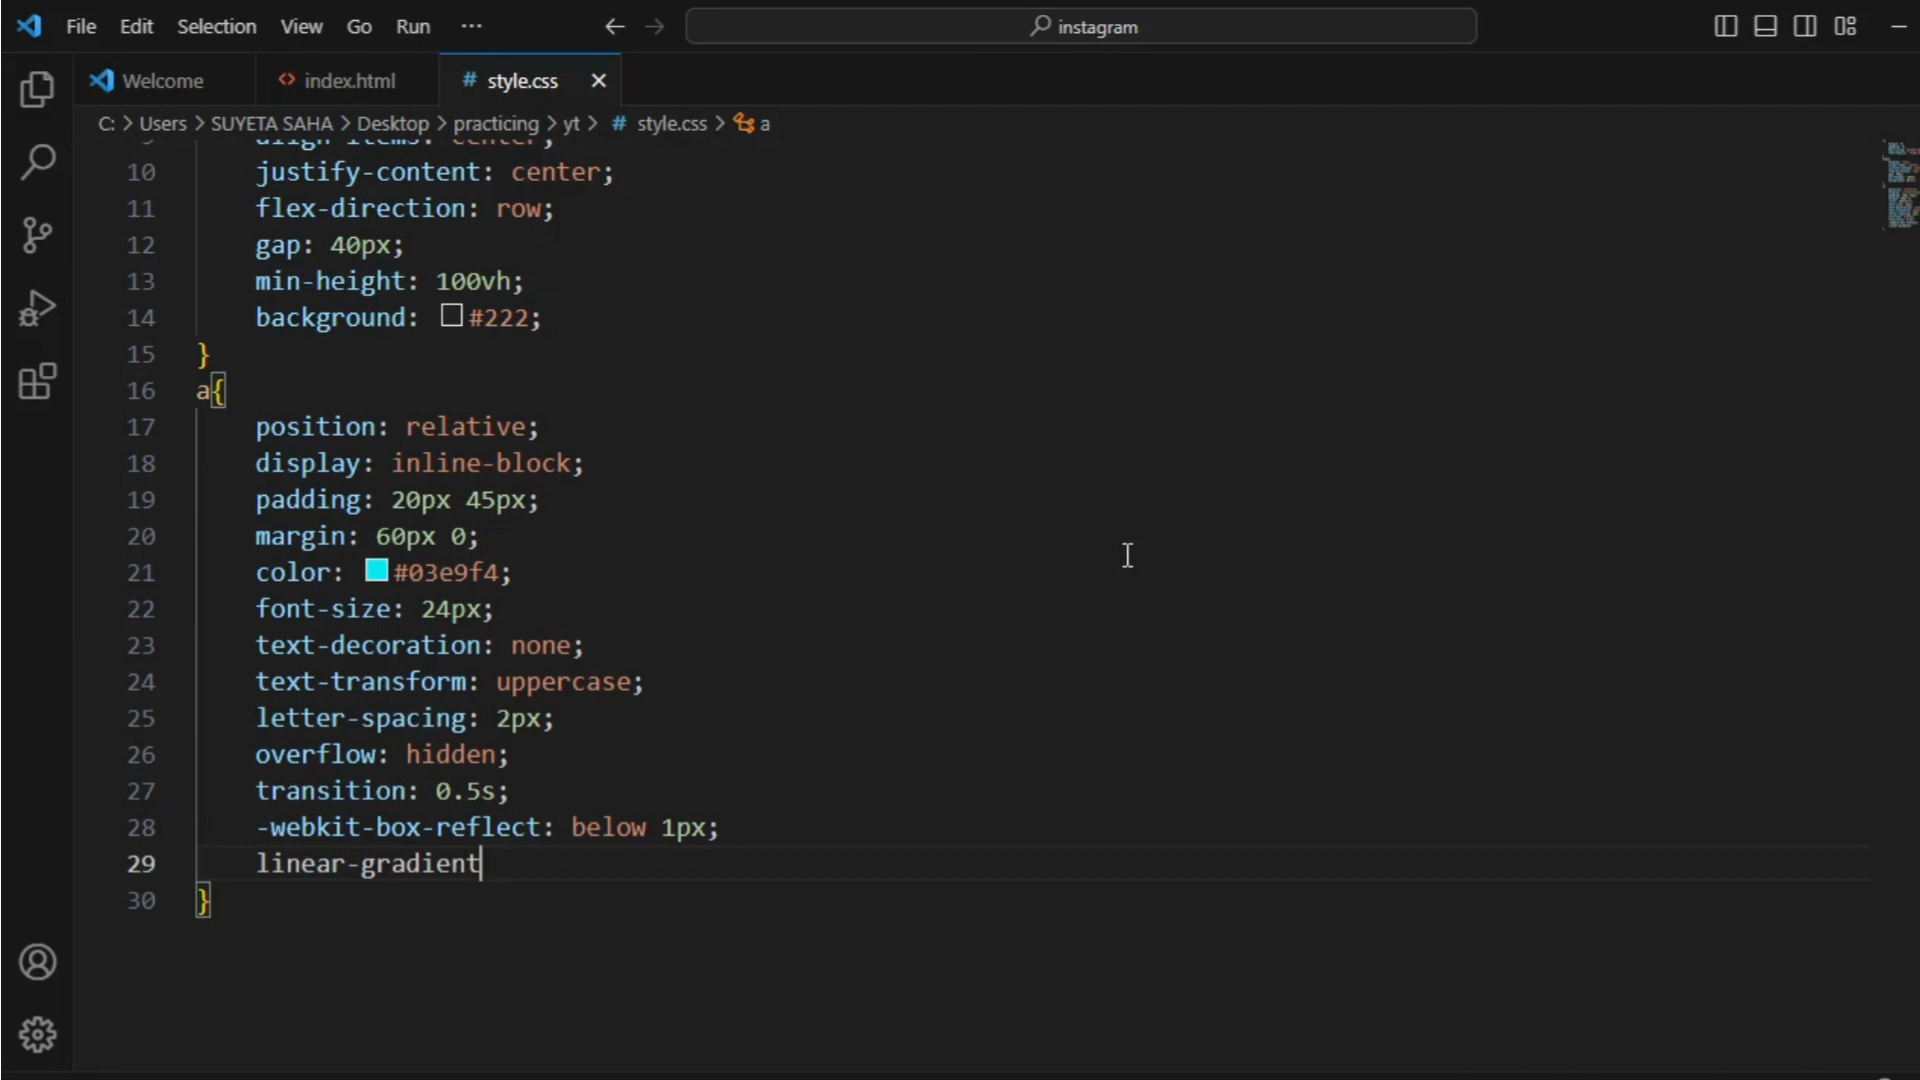 File Edit Selection View Go Run ··· instagram
Welcome index.html # style.css
C: > Users > SUYETA SAHA > Desktop > practicing > yt > # style.css > a
9 align-items: center;
10 justify-content: center;
11 flex-direction: row;
12 gap: 40px;
13 min-height: 100vh;
14 background: #222;
15 }
16 a{
17 position: relative;
18 display: inline-block;
19 padding: 20px 45px;
20 margin: 60px 0;
21 color: #03e9f4;
22 font-size: 24px;
23 text-decoration: none;
24 text-transform: uppercase;
25 letter-spacing: 2px;
26 overflow: hidden;
27 transition: 0.5s;
28 -webkit-box-reflect: below 1px;
29 linear-gradient
30 }